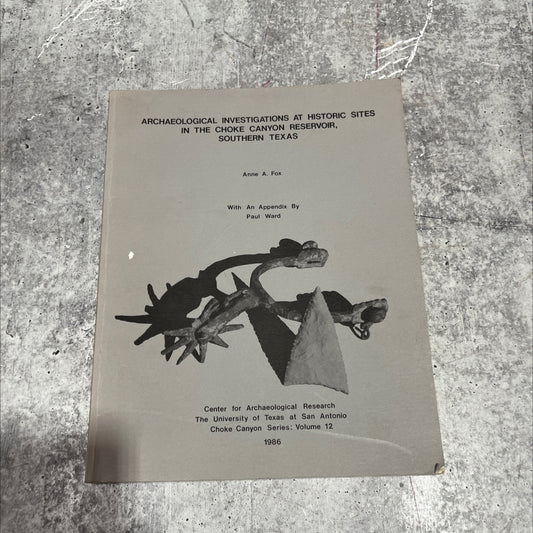 ARCHAEOLOGICAL INVESTIGATIONS AT HISTORIC SITES
IN THE CHOKE CANYON RESERVOIR,
SOUTHERN TEXAS
Anne A. Fox
With An Appendix By
Paul Ward
Center for Archaeological Research
The University of Texas at San Antonio
Choke Canyon Series: Volume 12
1986